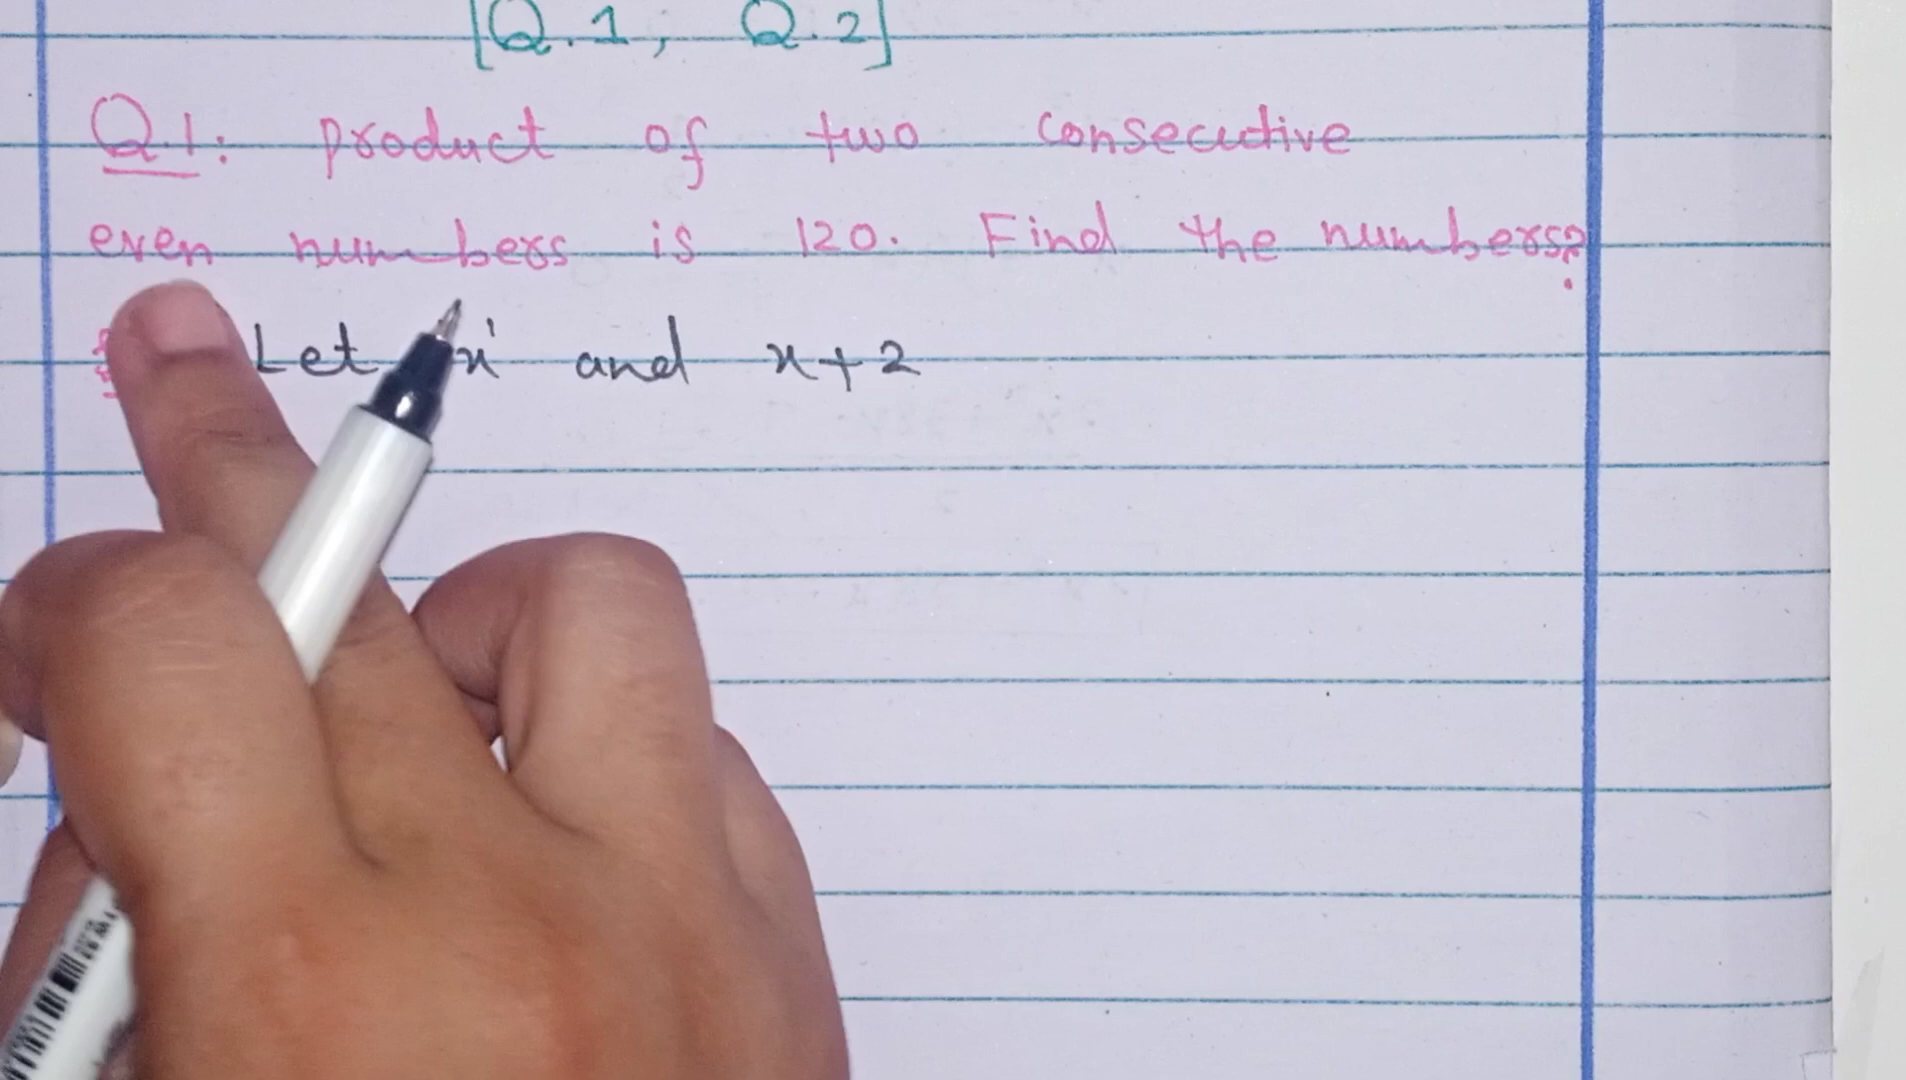 [Q.1, Q.2]
Q.1: product of two consecutive
even numbers is 120. Find the numbers?
Let 'x' and x+2